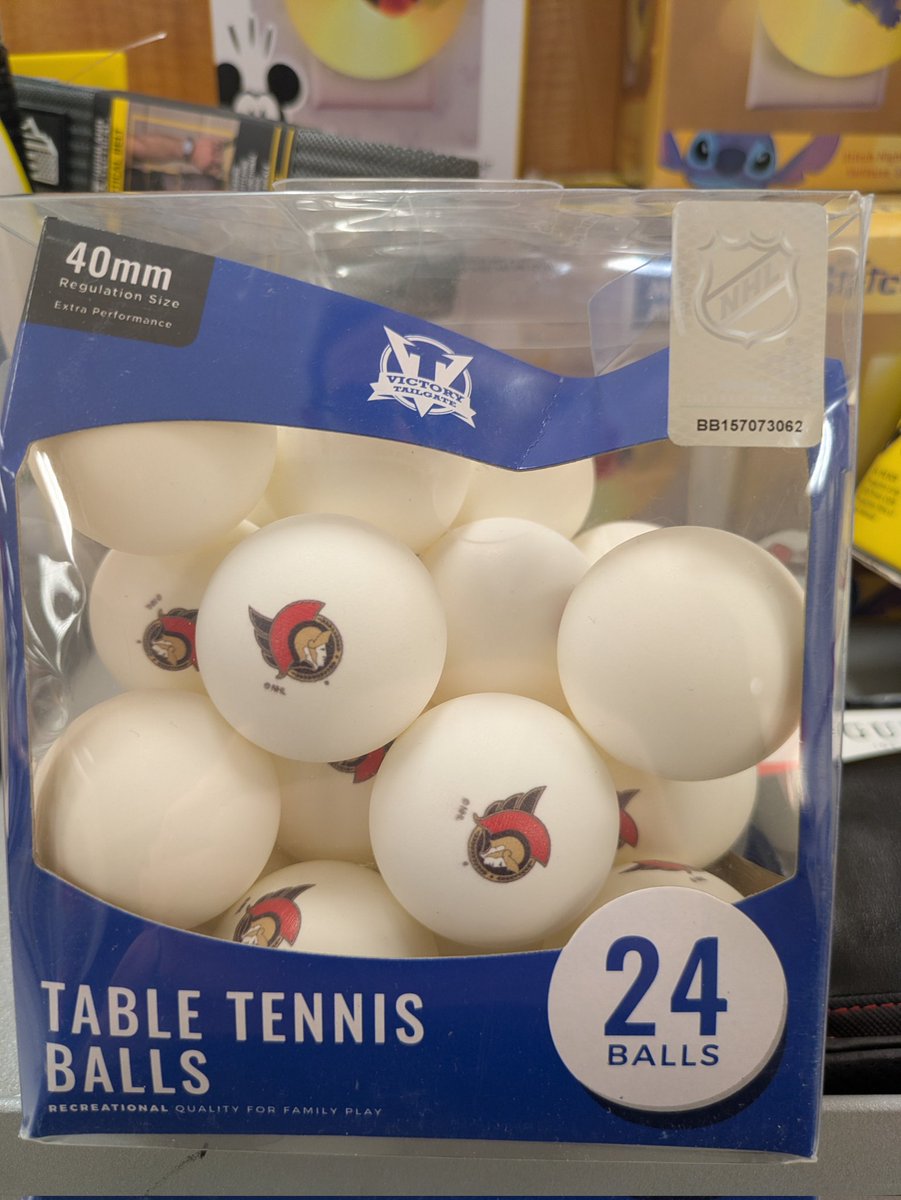 40mm
Regulation Size
Extra Performance
VICTORY
TAILGATE
NHL
BB157073062
© NHL
TABLE TENNIS
BALLS
RECREATIONAL QUALITY FOR FAMILY PLAY
24
BALLS